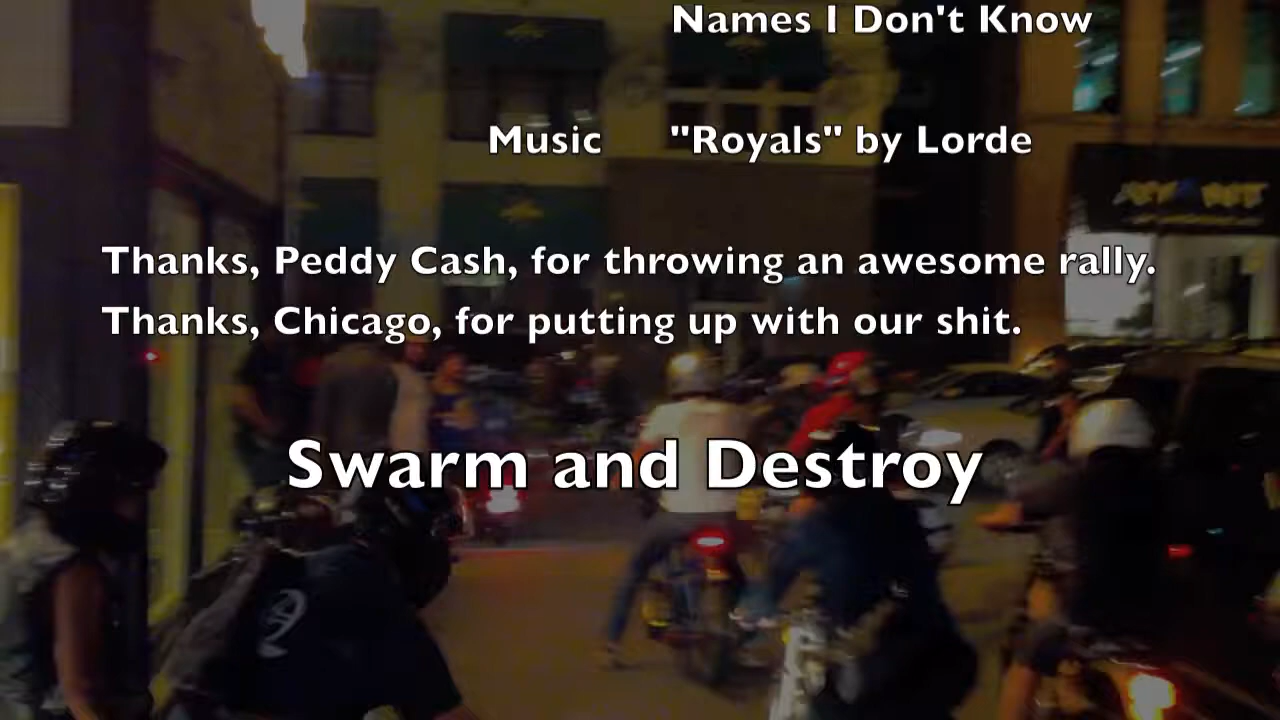 Names I Don't Know
Music "Royals" by Lorde
Thanks, Peddy Cash, for throwing an awesome rally.
Thanks, Chicago, for putting up with our shit.
Swarm and Destroy